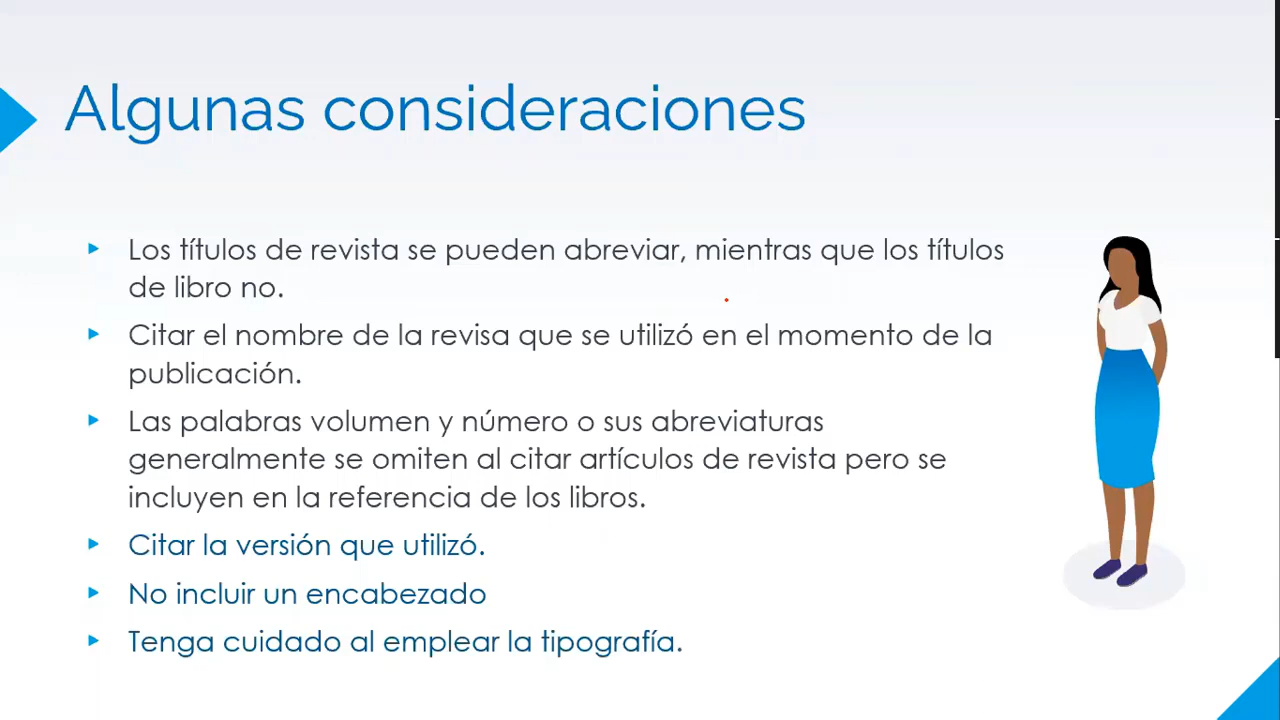 Algunas consideraciones
Los títulos de revista se pueden abreviar, mientras que los títulos
de libro no.
Citar el nombre de la revisa que se utilizó en el momento de la
publicación.
Las palabras volumen y número o sus abreviaturas
generalmente se omiten al citar artículos de revista pero se
incluyen en la referencia de los libros.
Citar la versión que utilizó.
No incluir un encabezado
Tenga cuidado al emplear la tipografía.